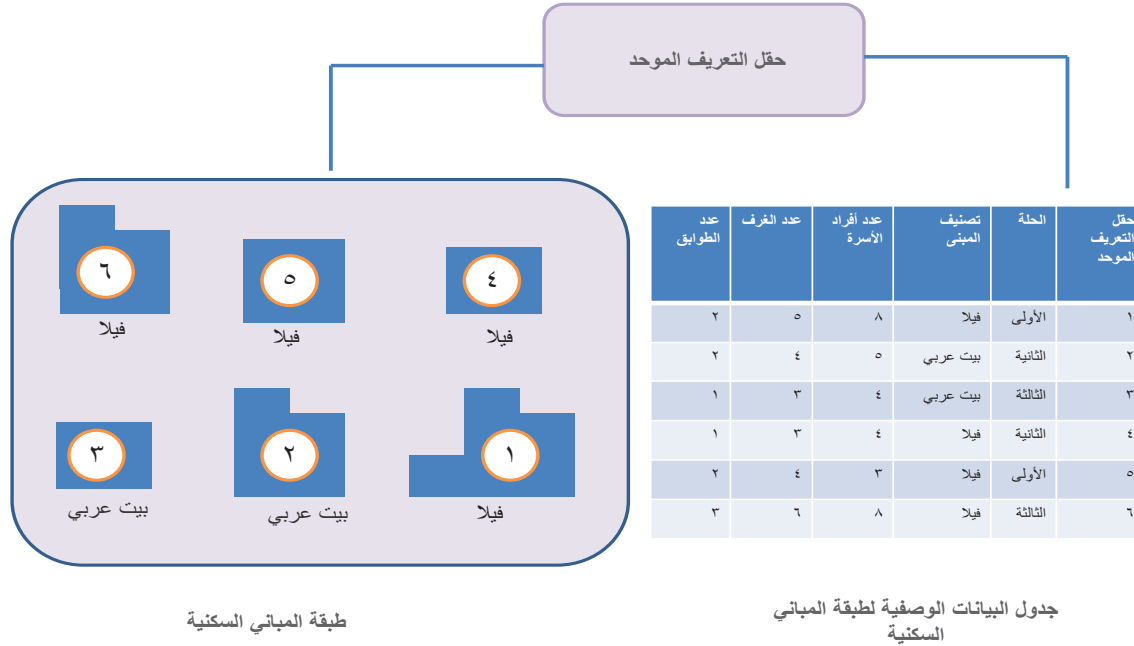 حقل التعريف الموحد
٤
٥
٦
فيلا
فيلا
فيلا
١
٢
٣
فيلا
بيت عربي
بيت عربي
طبقة المباني السكنية
حقل التعريف الموحد الحلة تصنيف المبنى عدد أفراد الأسرة عدد الغرف عدد الطوابق
١ الأولى فيلا ٨ ٥ ٢
٢ الثانية بيت عربي ٥ ٤ ٢
٣ الثالثة بيت عربي ٤ ٣ ١
٤ الثانية فيلا ٤ ٣ ١
٥ الأولى فيلا ٣ ٤ ٢
٦ الثالثة فيلا ٨ ٦ ٣
جدول البيانات الوصفية لطبقة المباني
السكنية